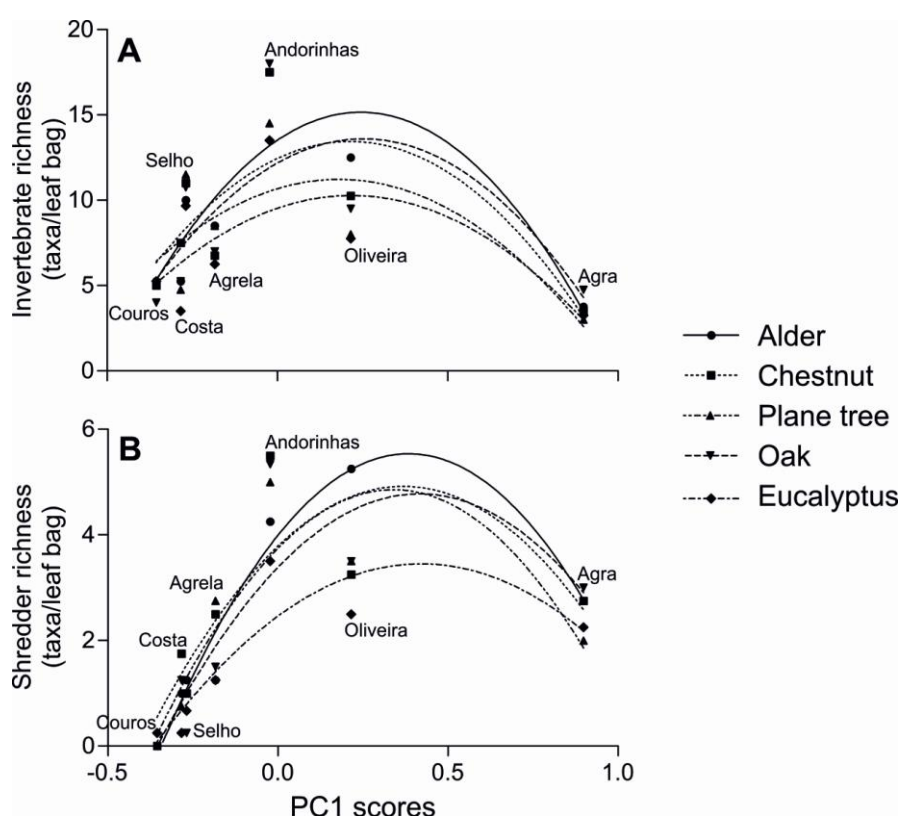 A
20
15
10
5
0
Invertebrate richness
(taxa/leaf bag)
Andorinhas
Selho
Oliveira
Agrela
Agra
Couros
Costa
Alder
Chestnut
Plane tree
Oak
Eucalyptus
B
6
4
2
0
Shredder richness
(taxa/leaf bag)
Andorinhas
Agrela
Agra
Costa
Oliveira
Couros
Selho
-0.5
0.0
0.5
1.0
PC1 scores